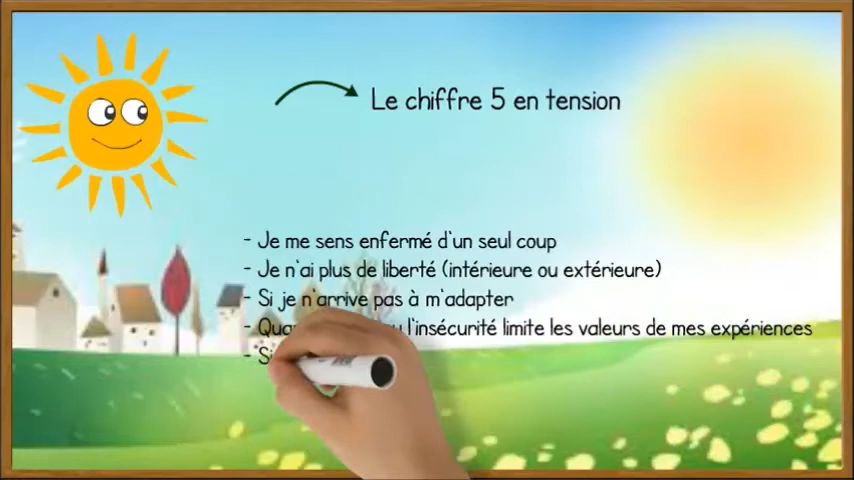 Le chiffre 5 en tension
- Je me sens enfermé d'un seul coup
- Je n'ai plus de liberté (intérieure ou extérieure)
- Si je n'arrive pas à m'adapter
- l'insécurité limite les valeurs de mes expériences
- Si